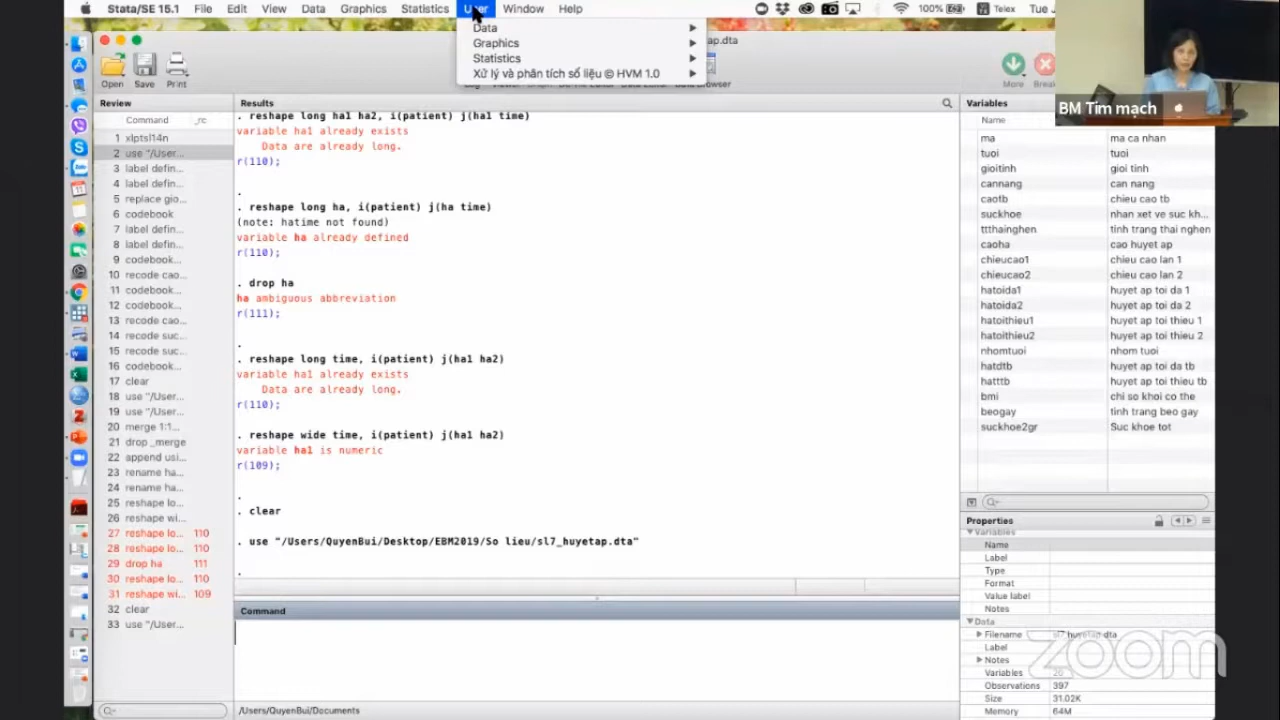 Stata/SE 15.1 File Edit View Data Graphics Statistics User Window Help 100% Telex Tue
Data
Graphics
Statistics
Xử lý và phân tích số liệu © HVM 1.0
ap.dta
Open Save Print More Break
BM Tim mạch
Review
Command _rc
1 xlptsl14n
2 use "/User...
3 label defin...
4 label defin...
5 replace gio...
6 codebook
7 label defin...
8 label defin...
9 codebook...
10 recode cao...
11 codebook...
12 codebook...
13 recode cao...
14 recode suc...
15 recode suc...
16 codebook...
17 clear
18 use "/User...
19 use "/User...
20 merge 1:1...
21 drop _merge
22 append usi...
23 rename ha...
24 rename ha...
25 reshape lo...
26 reshape wi...
27 reshape lo... 110
28 reshape lo... 110
29 drop ha 111
30 reshape lo... 110
31 reshape wi... 109
32 clear
33 use "/User...
Results
. reshape long ha1 ha2, i(patient) j(ha1 time)
variable ha1 already exists
Data are already long.
r(110);
.
. reshape long ha, i(patient) j(ha time)
(note: hatime not found)
variable ha already defined
r(110);
. drop ha
ha ambiguous abbreviation
r(111);
.
. reshape long time, i(patient) j(ha1 ha2)
variable ha1 already exists
Data are already long.
r(110);
. reshape wide time, i(patient) j(ha1 ha2)
variable ha1 is numeric
r(109);
.
. clear
. use "/Users/QuyenBui/Desktop/EBM2019/So lieu/sl7_huyetap.dta"
.
Command
/Users/QuyenBui/Documents
Variables
Name
ma ma ca nhan
tuoi tuoi
gioitinh gioi tinh
cannang can nang
caotb chieu cao tb
suckhoe nhan xet ve suc kh...
ttthainghen tinh trang thai nghen
caoha cao huyet ap
chieucao1 chieu cao lan 1
chieucao2 chieu cao lan 2
hatoida1 huyet ap toi da 1
hatoida2 huyet ap toi da 2
hatoithieu1 huyet ap toi thieu 1
hatoithieu2 huyet ap toi thieu 2
nhomtuoi nhom tuoi
hatdtb huyet ap toi da tb
hatttb huyet ap toi thieu tb
bmi chi so khoi co the
beogay tinh trang beo gay
suckhoe2gr Suc khoe tot
Properties
Variables
Name
Label
Type
Format
Value label
Notes
Data
Filename sl7_huyetap.dta
Label
Notes
Variables 20
Observations 397
Size 31.02K
Memory 64M
zoom